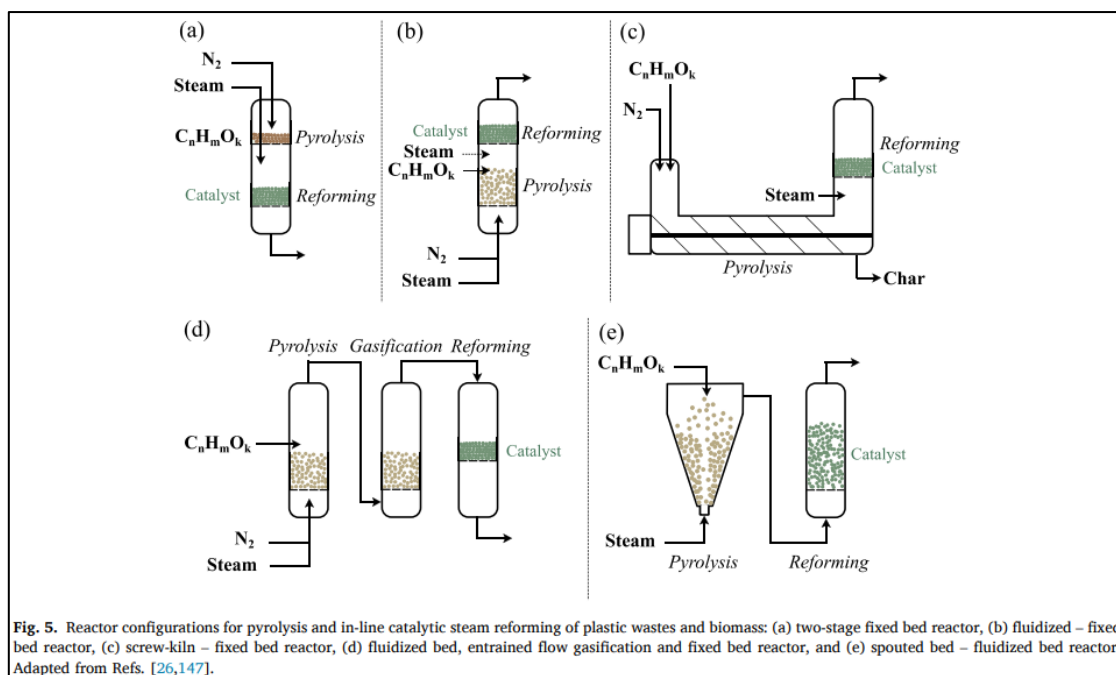 (a)
N₂
Steam
CₙHₘOₖ
Pyrolysis
Catalyst
Reforming
(b)
Catalyst
Reforming
Steam
CₙHₘOₖ
Pyrolysis
N₂
Steam
(c)
CₙHₘOₖ
N₂
Reforming
Catalyst
Steam
Pyrolysis
Char
(d)
Pyrolysis Gasification Reforming
CₙHₘOₖ
Catalyst
N₂
Steam
(e)
CₙHₘOₖ
Catalyst
Steam
Pyrolysis
Reforming
Fig. 5. Reactor configurations for pyrolysis and in-line catalytic steam reforming of plastic wastes and biomass: (a) two-stage fixed bed reactor, (b) fluidized – fixed
bed reactor, (c) screw-kiln – fixed bed reactor, (d) fluidized bed, entrained flow gasification and fixed bed reactor, and (e) spouted bed – fluidized bed reactor
Adapted from Refs. [26,147].